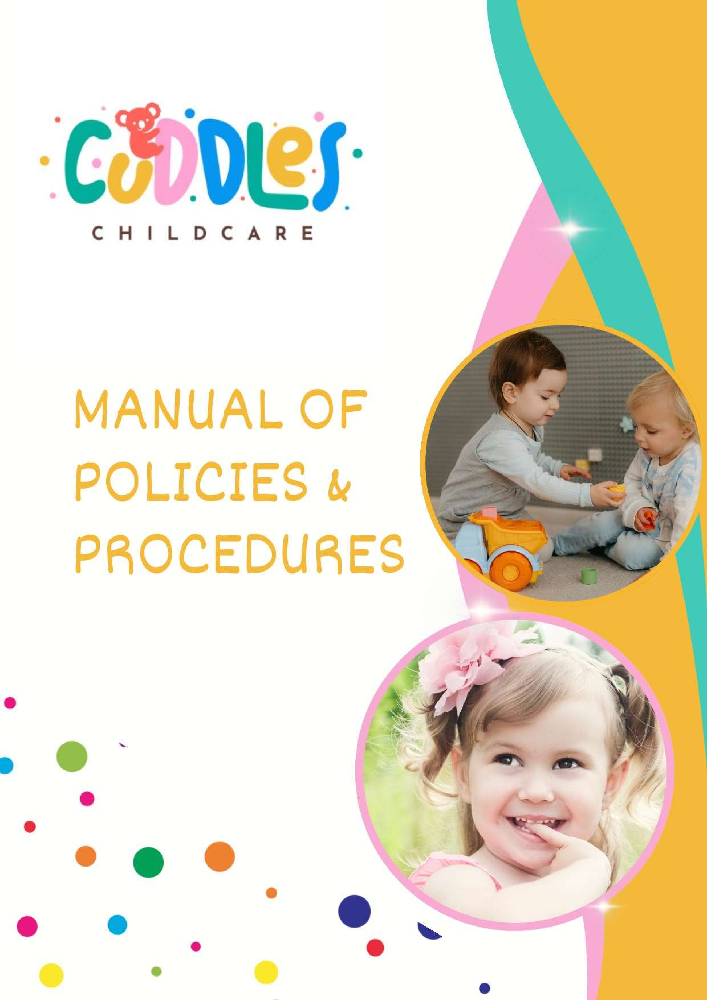 CuDDLes
CHILDCARE
MANUAL OF
POLICIES &
PROCEDURES